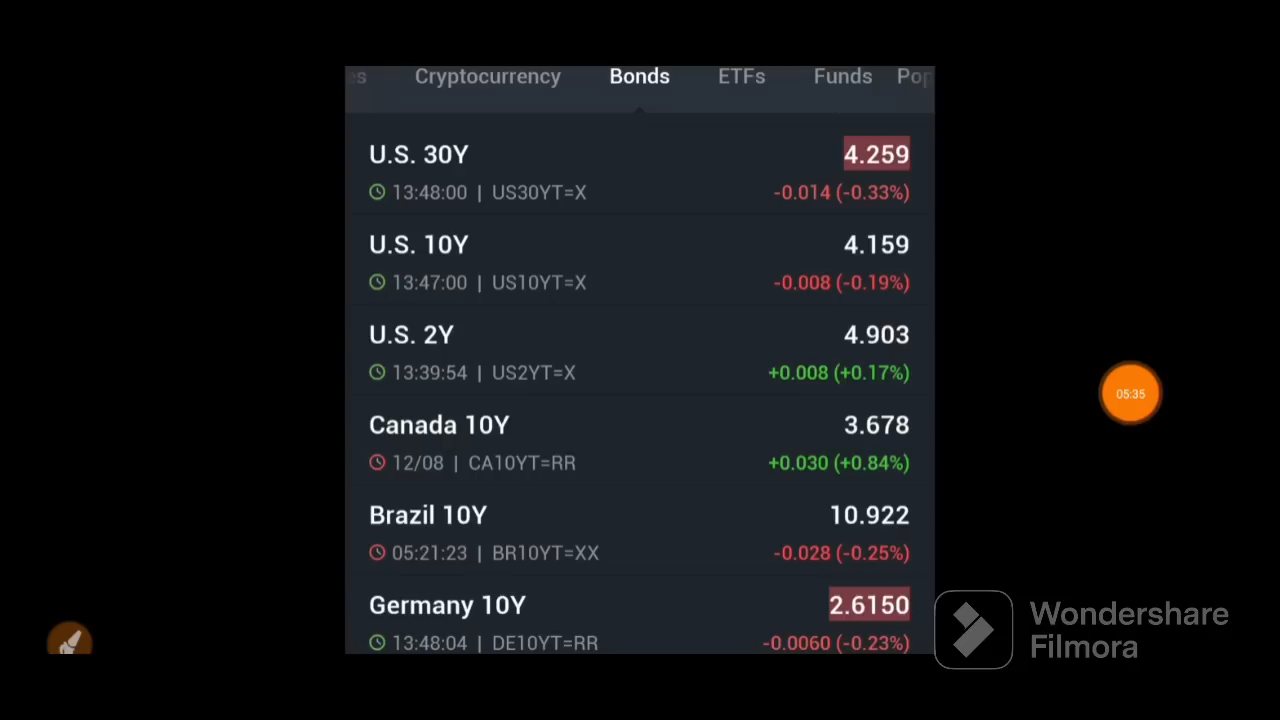 es Cryptocurrency Bonds ETFs Funds Pop
U.S. 30Y 4.259
13:48:00 | US30YT=X -0.014 (-0.33%)
U.S. 10Y 4.159
13:47:00 | US10YT=X -0.008 (-0.19%)
U.S. 2Y 4.903
13:39:54 | US2YT=X +0.008 (+0.17%)
05:35
Canada 10Y 3.678
12/08 | CA10YT=RR +0.030 (+0.84%)
Brazil 10Y 10.922
05:21:23 | BR10YT=XX -0.028 (-0.25%)
Germany 10Y 2.6150
13:48:04 | DE10YT=RR -0.0060 (-0.23%)
Wondershare
Filmora